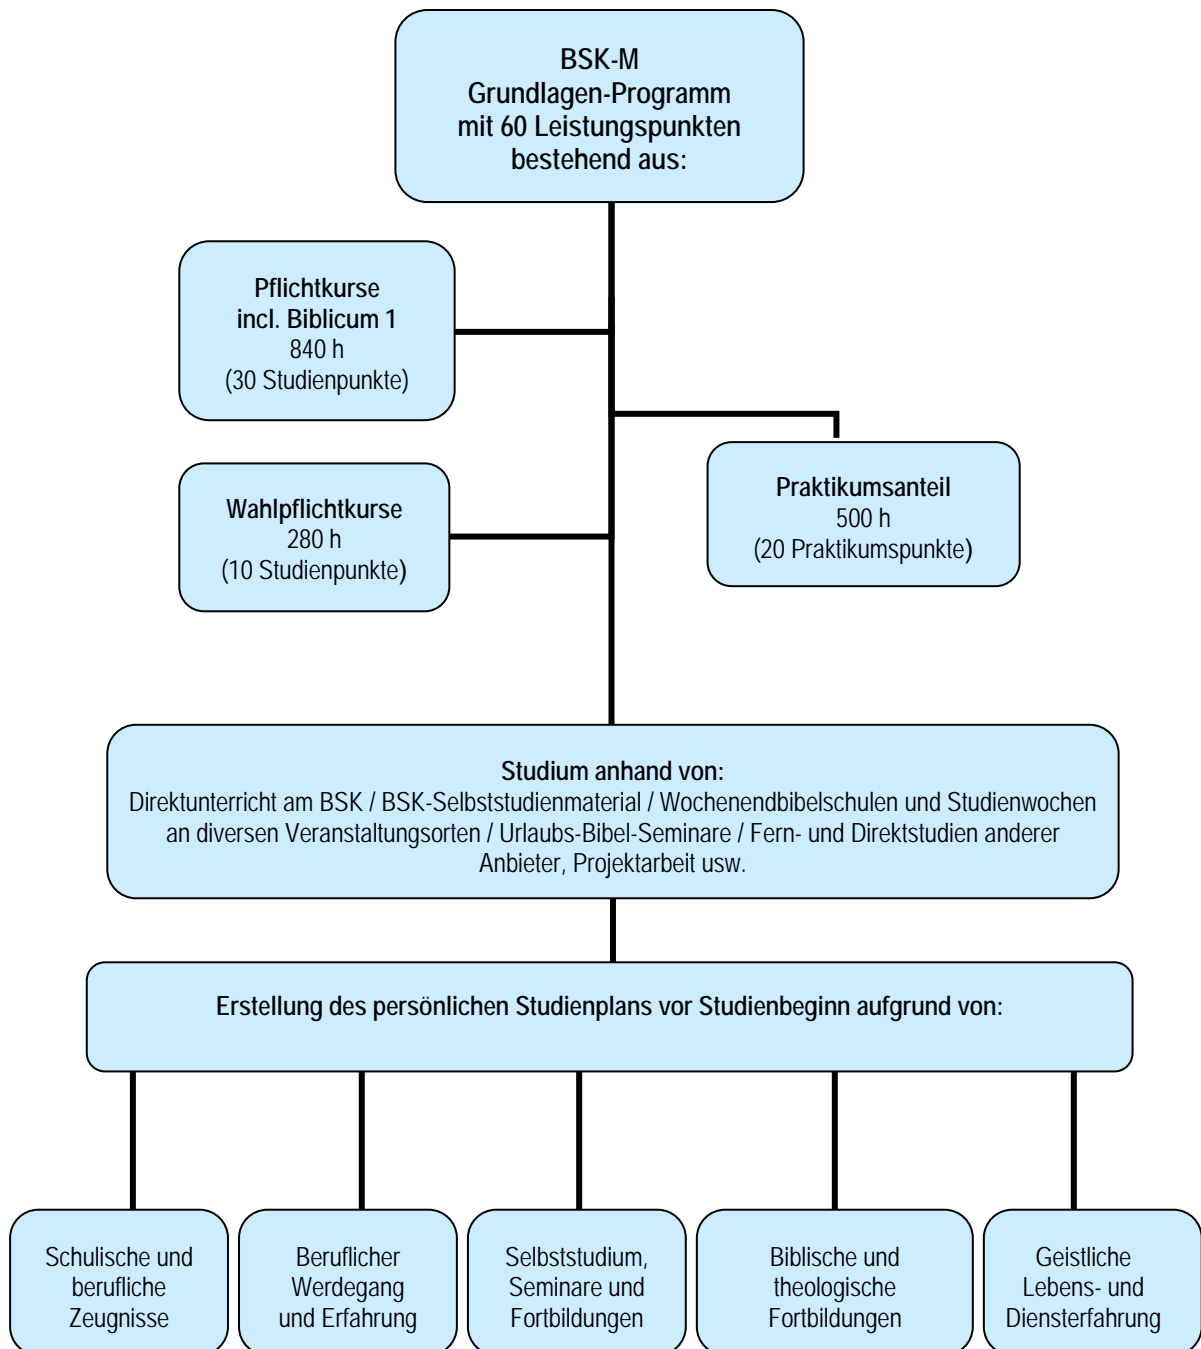 BSK-M
Grundlagen-Programm
mit 60 Leistungspunkten
bestehend aus:
Pflichtkurse
incl. Biblicum 1
840 h
(30 Studienpunkte)
Wahlpflichtkurse
280 h
(10 Studienpunkte)
Praktikumsanteil
500 h
(20 Praktikumspunkte)
Studium anhand von:
Direktunterricht am BSK / BSK-Selbststudienmaterial / Wochenendbibelschulen und Studienwochen
an diversen Veranstaltungsorten / Urlaubs-Bibel-Seminare / Fern- und Direktstudien anderer
Anbieter, Projektarbeit usw.
Erstellung des persönlichen Studienplans vor Studienbeginn aufgrund von:
Schulische und
berufliche
Zeugnisse
Beruflicher
Werdegang
und Erfahrung
Selbststudium,
Seminare und
Fortbildungen
Biblische und
theologische
Fortbildungen
Geistliche
Lebens- und
Diensterfahrung